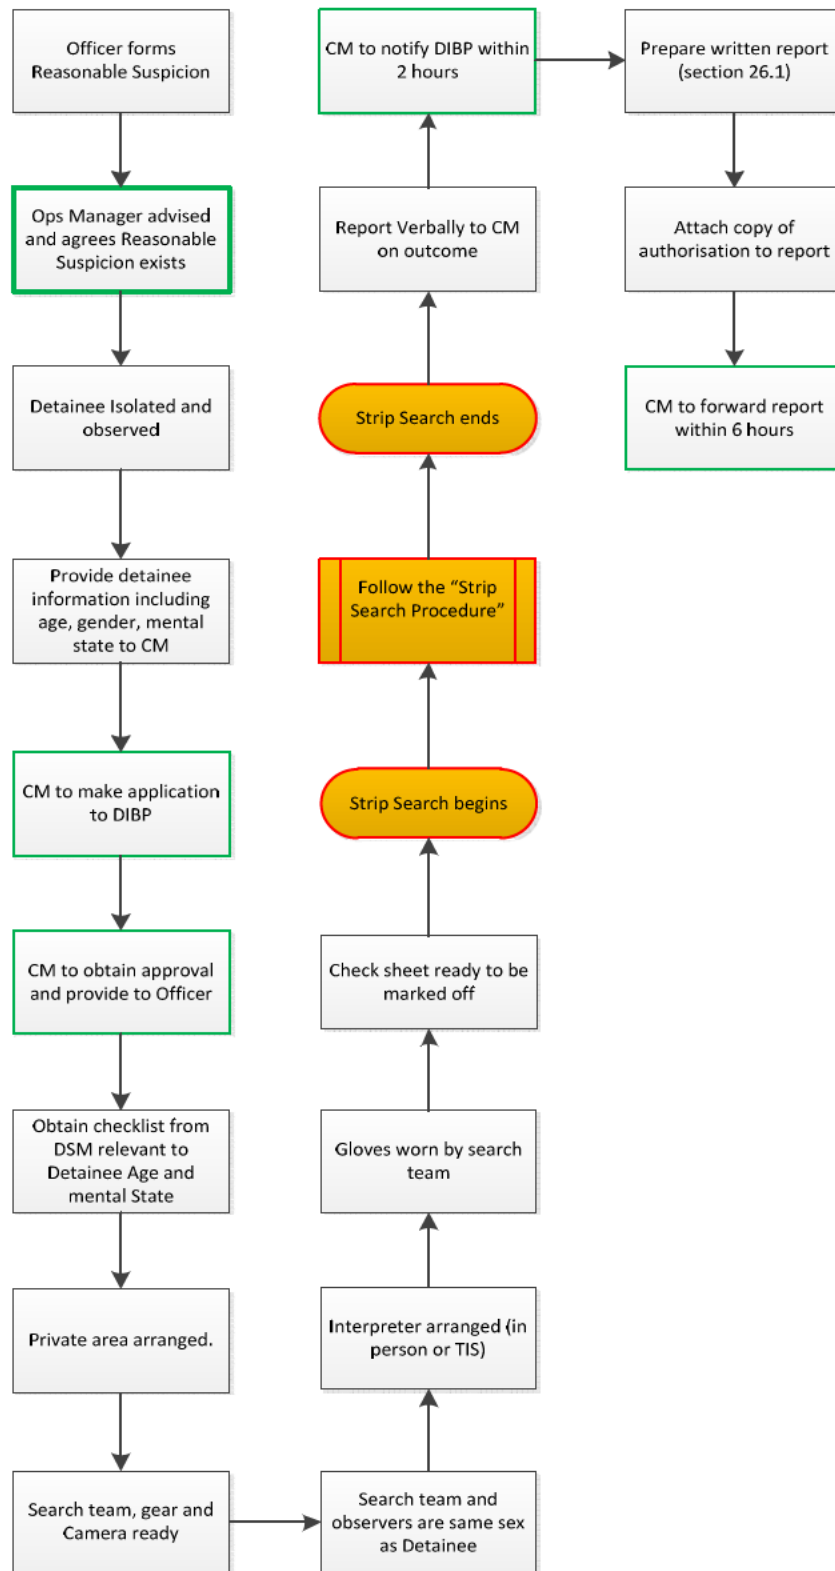 Officer forms
Reasonable Suspicion
Ops Manager advised
and agrees Reasonable
Suspicion exists
Detainee Isolated and
observed
Provide detainee
information including
age, gender, mental
state to CM
CM to make application
to DIBP
CM to obtain approval
and provide to Officer
Obtain checklist from
DSM relevant to
Detainee Age and
mental State
Private area arranged.
Search team, gear and
Camera ready
Search team and
observers are same sex
as Detainee
Interpreter arranged (in
person or TIS)
Gloves worn by search
team
Check sheet ready to be
marked off
Strip Search begins
Follow the “Strip
Search Procedure”
Strip Search ends
Report Verbally to CM
on outcome
CM to notify DIBP within
2 hours
Prepare written report
(section 26.1)
Attach copy of
authorisation to report
CM to forward report
within 6 hours